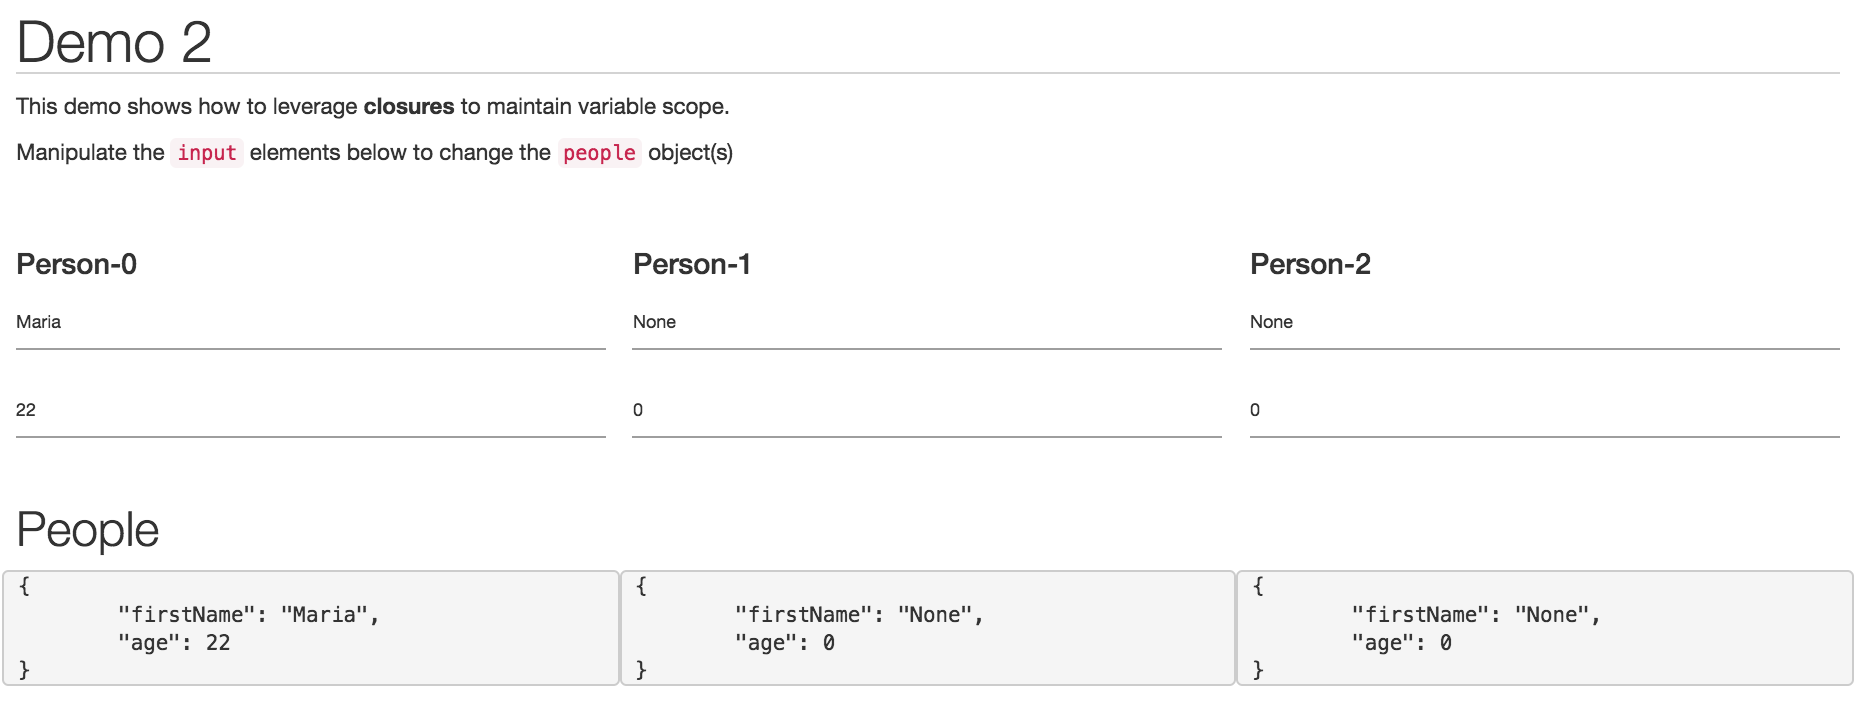 Demo 2
This demo shows how to leverage closures to maintain variable scope.
Manipulate the input elements below to change the people object(s)
Person-0
Person-1
Person-2
Maria
None
None
22
0
0
People
{
"firstName": "Maria",
"age": 22
}
{
"firstName": "None",
"age": 0
}
{
"firstName": "None",
"age": 0
}